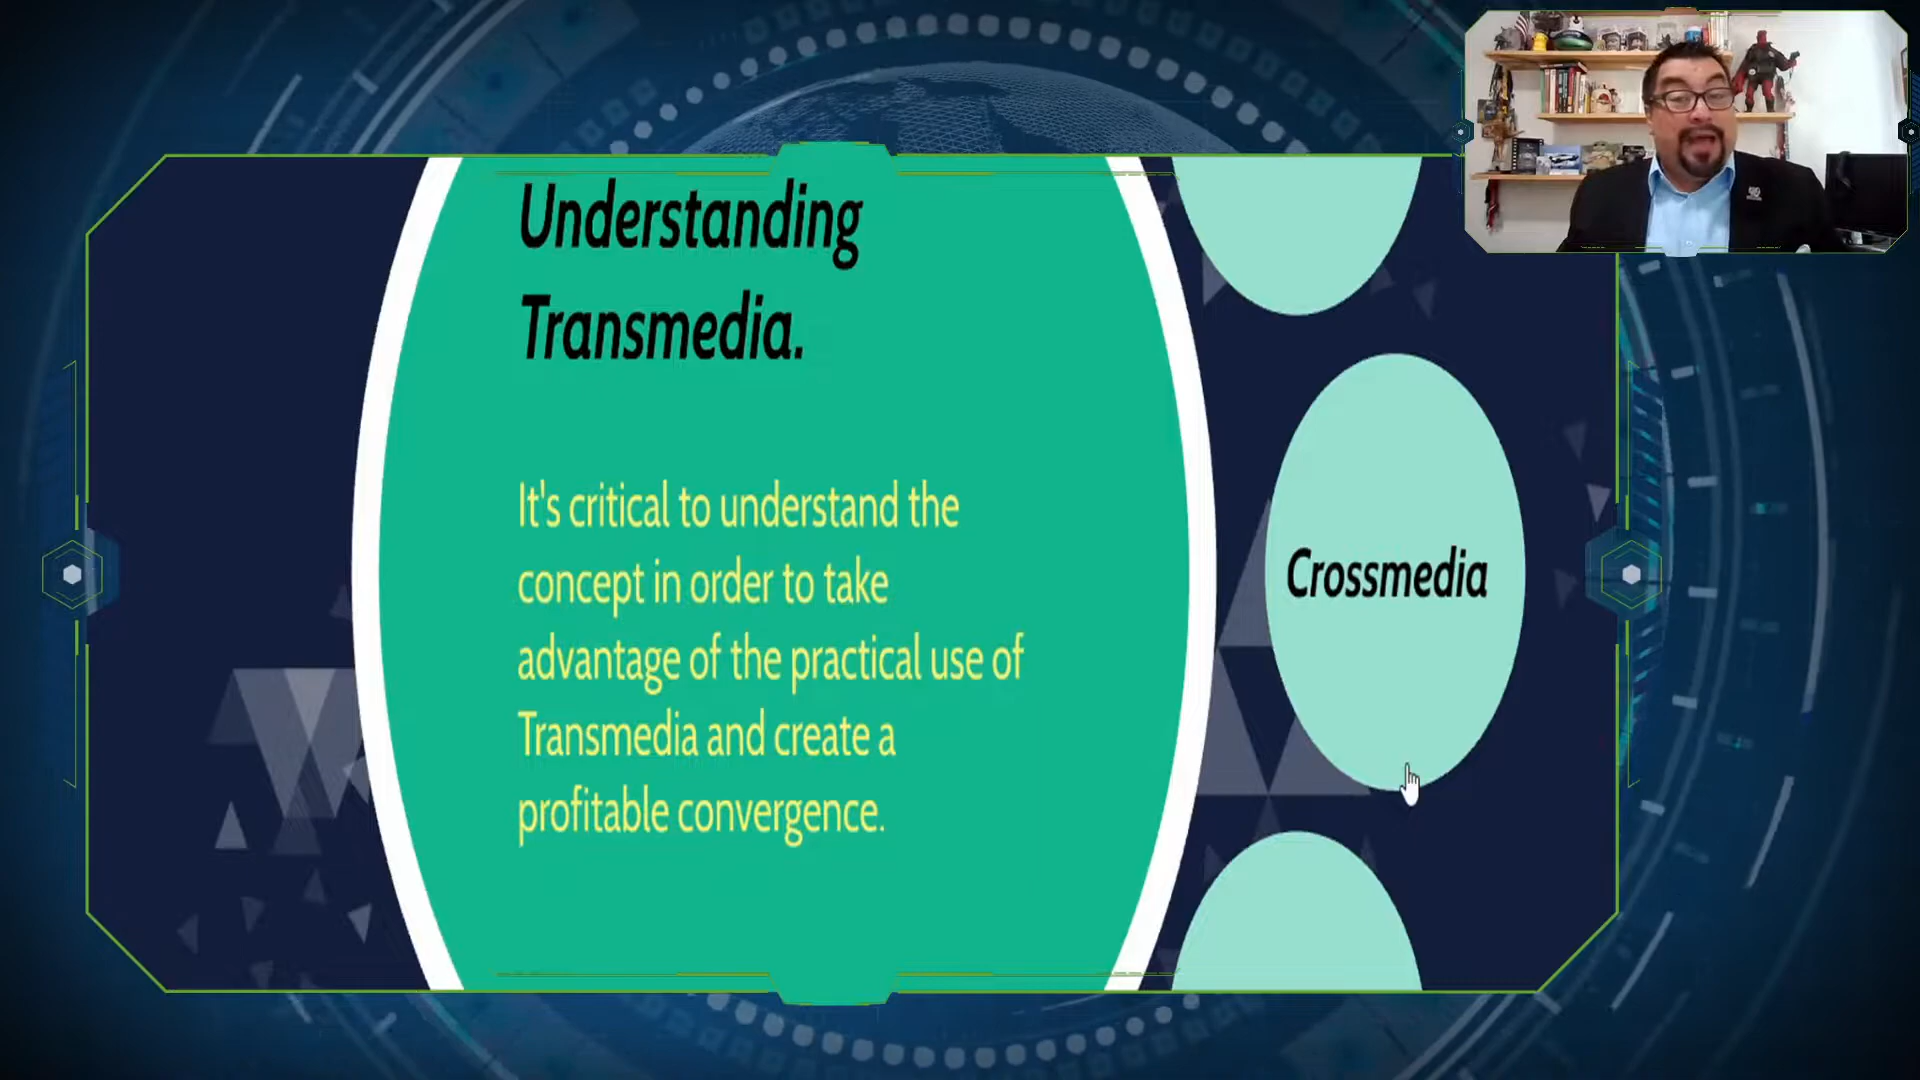 Understanding
Transmedia.
It's critical to understand the
concept in order to take
advantage of the practical use of
Transmedia and create a
profitable convergence.
Crossmedia